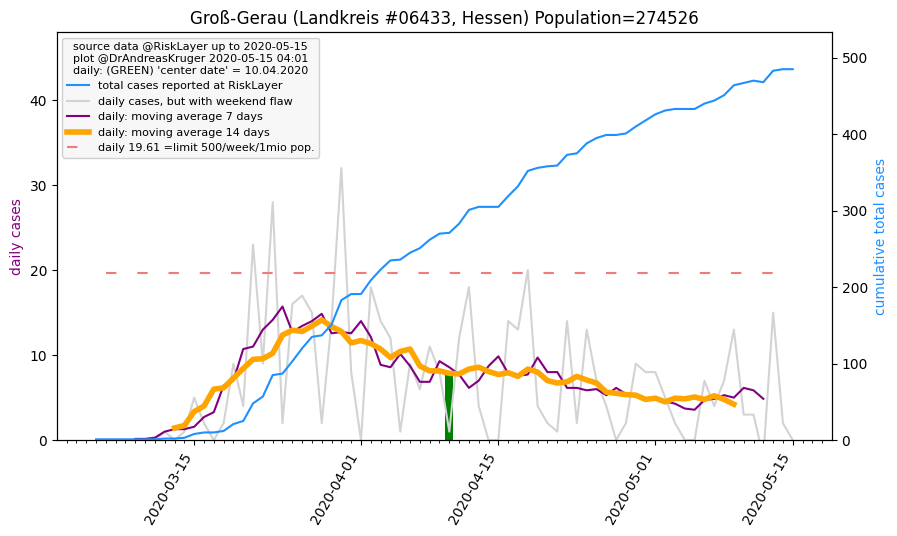 Groß-Gerau (Landkreis #06433, Hessen) Population=274526
source data @RiskLayer up to 2020-05-15
plot @DrAndreasKruger 2020-05-15 04:01
daily: (GREEN) 'center date' = 10.04.2020
total cases reported at RiskLayer
daily cases, but with weekend flaw
daily: moving average 7 days
daily: moving average 14 days
daily 19.61 =limit 500/week/1mio pop.
daily cases
40
30
20
10
0
500
400
300
200
100
0
cumulative total cases
2020-03-15
2020-04-01
2020-04-15
2020-05-01
2020-05-15